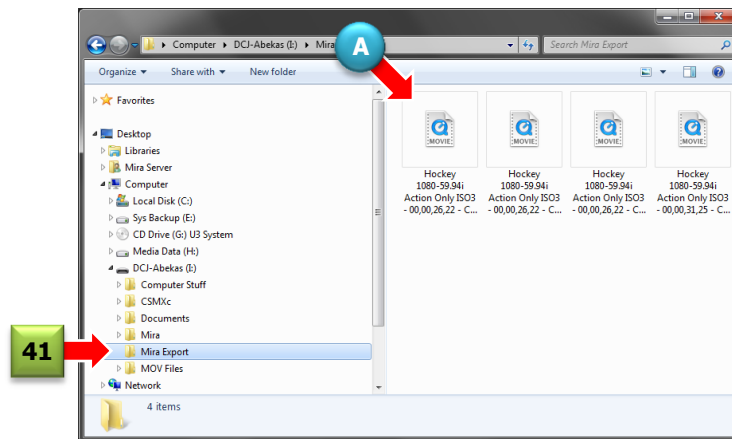 Computer ▸ DCJ-Abekas (I:) ▸ Mira
A
Search Mira Export
Organize
Share with
New folder
Favorites
Desktop
Libraries
Mira Server
Computer
Local Disk (C:)
Sys Backup (E:)
CD Drive (G:) U3 System
Media Data (H:)
DCJ-Abekas (I:)
Computer Stuff
CSMXc
Documents
Mira
Mira Export
MOV Files
Network
41
MOVIE
Hockey
1080-59.94i
Action Only ISO3
- 00,00,26,22 - C...
MOVIE
Hockey
1080-59.94i
Action Only ISO3
- 00,00,26,22 - C...
MOVIE
Hockey
1080-59.94i
Action Only ISO3
- 00,00,26,22 - C...
MOVIE
Hockey
1080-59.94i
Action Only ISO3
- 00,00,31,25 - C...
4 items